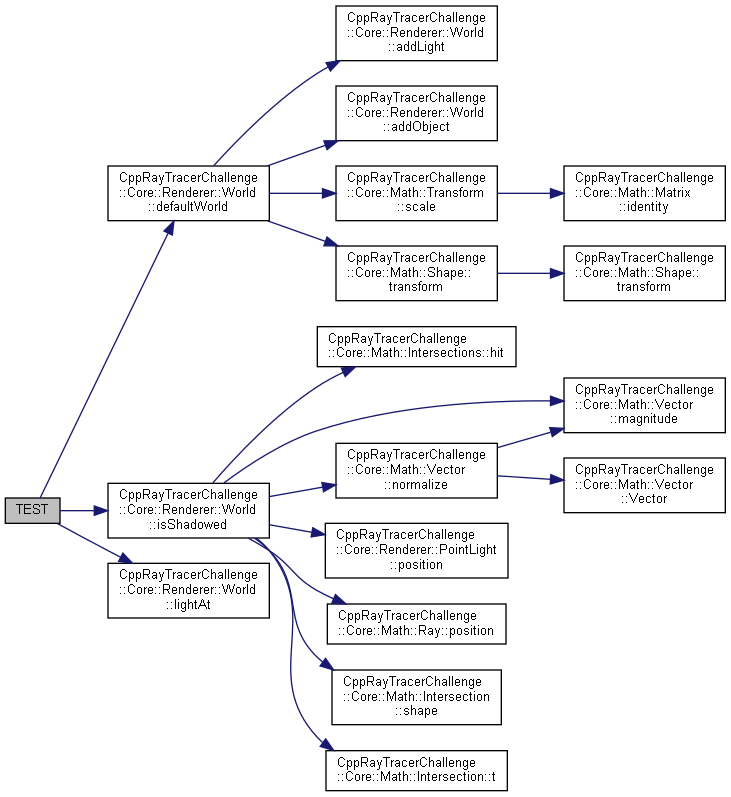 CppRayTracerChallenge
::Core::Renderer::World
::addLight
CppRayTracerChallenge
::Core::Renderer::World
::addObject
CppRayTracerChallenge
::Core::Renderer::World
::defaultWorld
CppRayTracerChallenge
::Core::Math::Transform
::scale
CppRayTracerChallenge
::Core::Math::Matrix
::identity
CppRayTracerChallenge
::Core::Math::Shape::
transform
CppRayTracerChallenge
::Core::Math::Shape::
transform
CppRayTracerChallenge
::Core::Math::Intersections::hit
CppRayTracerChallenge
::Core::Math::Vector
::magnitude
CppRayTracerChallenge
::Core::Math::Vector
::normalize
CppRayTracerChallenge
::Core::Math::Vector
::Vector
TEST
CppRayTracerChallenge
::Core::Renderer::World
::isShadowed
CppRayTracerChallenge
::Core::Renderer::PointLight
::position
CppRayTracerChallenge
::Core::Renderer::World
::lightAt
CppRayTracerChallenge
::Core::Math::Ray::position
CppRayTracerChallenge
::Core::Math::Intersection
::shape
CppRayTracerChallenge
::Core::Math::Intersection::t